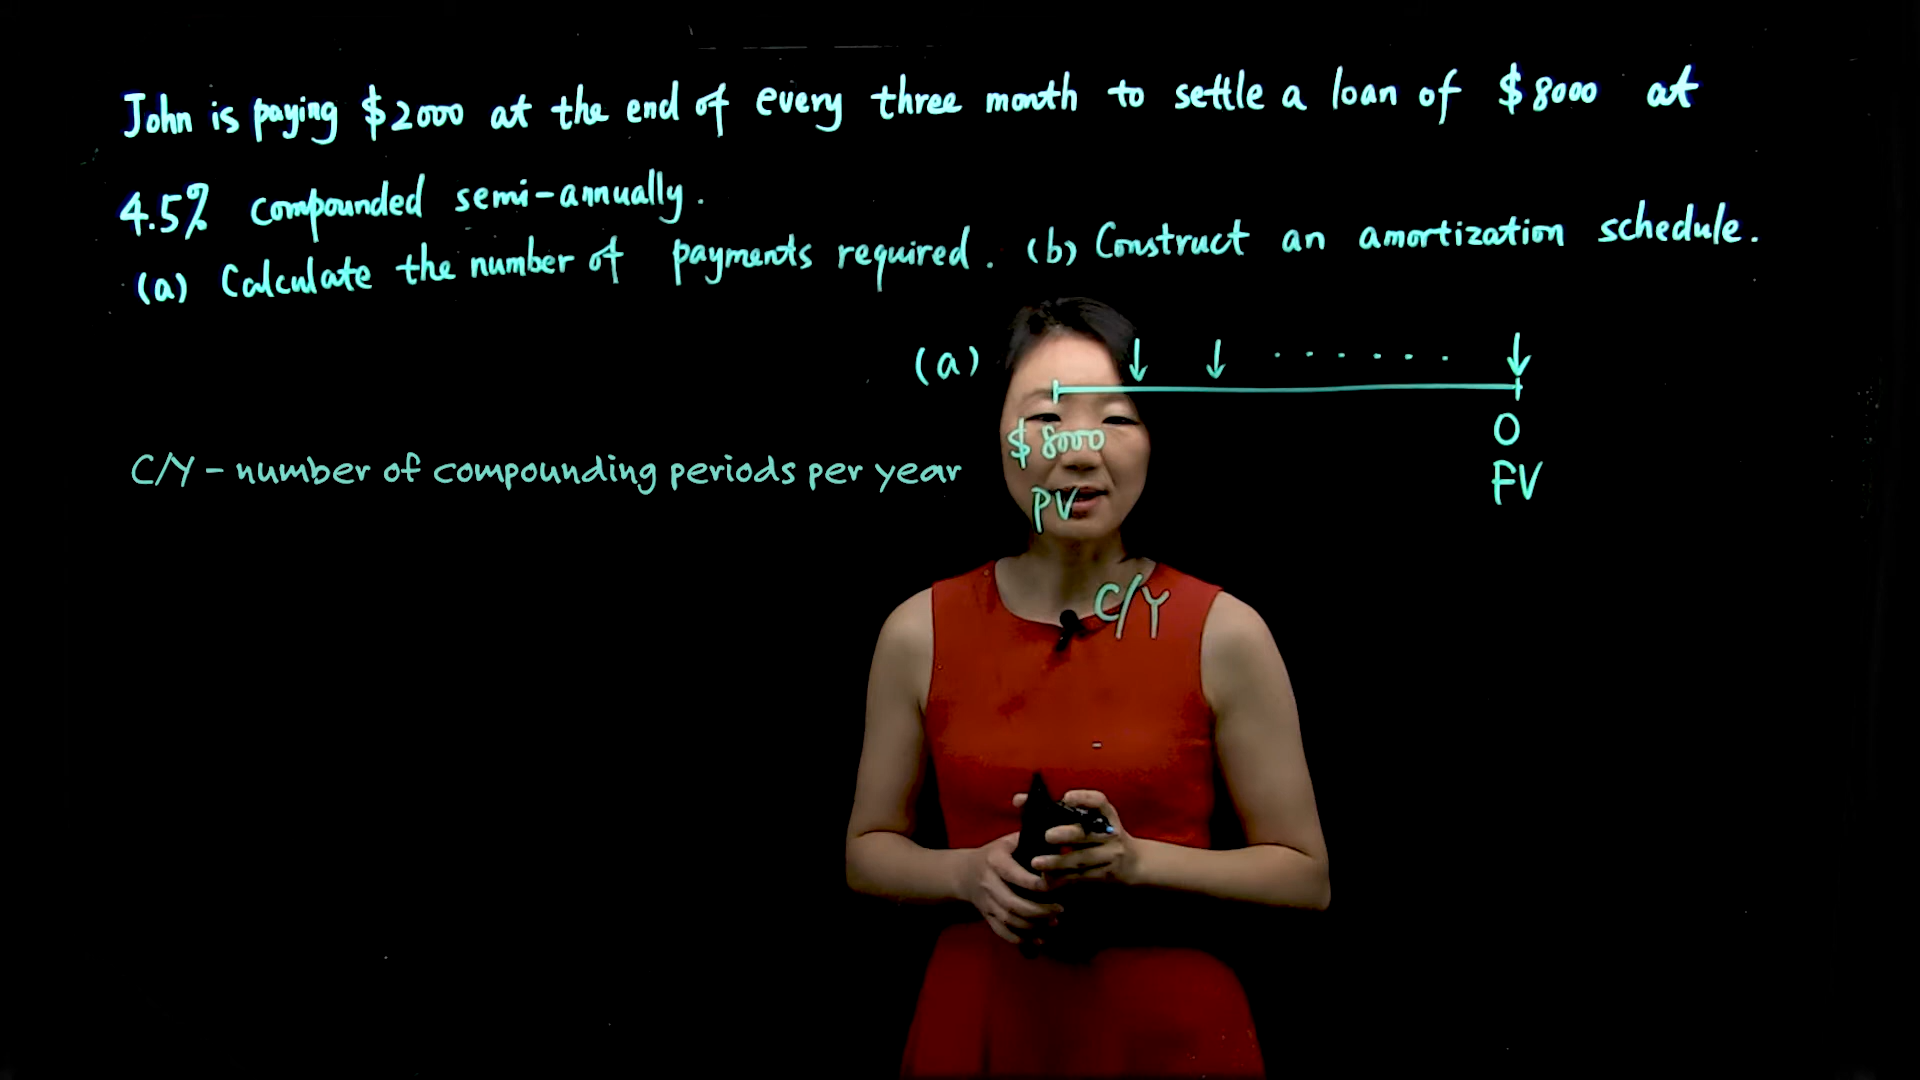 John is paying $2000 at the end of every three month to settle a loan of $8000 at
4.5% compounded semi-annually.
(a) Calculate the number of payments required. (b) Construct an amortization schedule.
(a)
$8000 0
PV FV
C/Y - number of compounding periods per year
C/Y